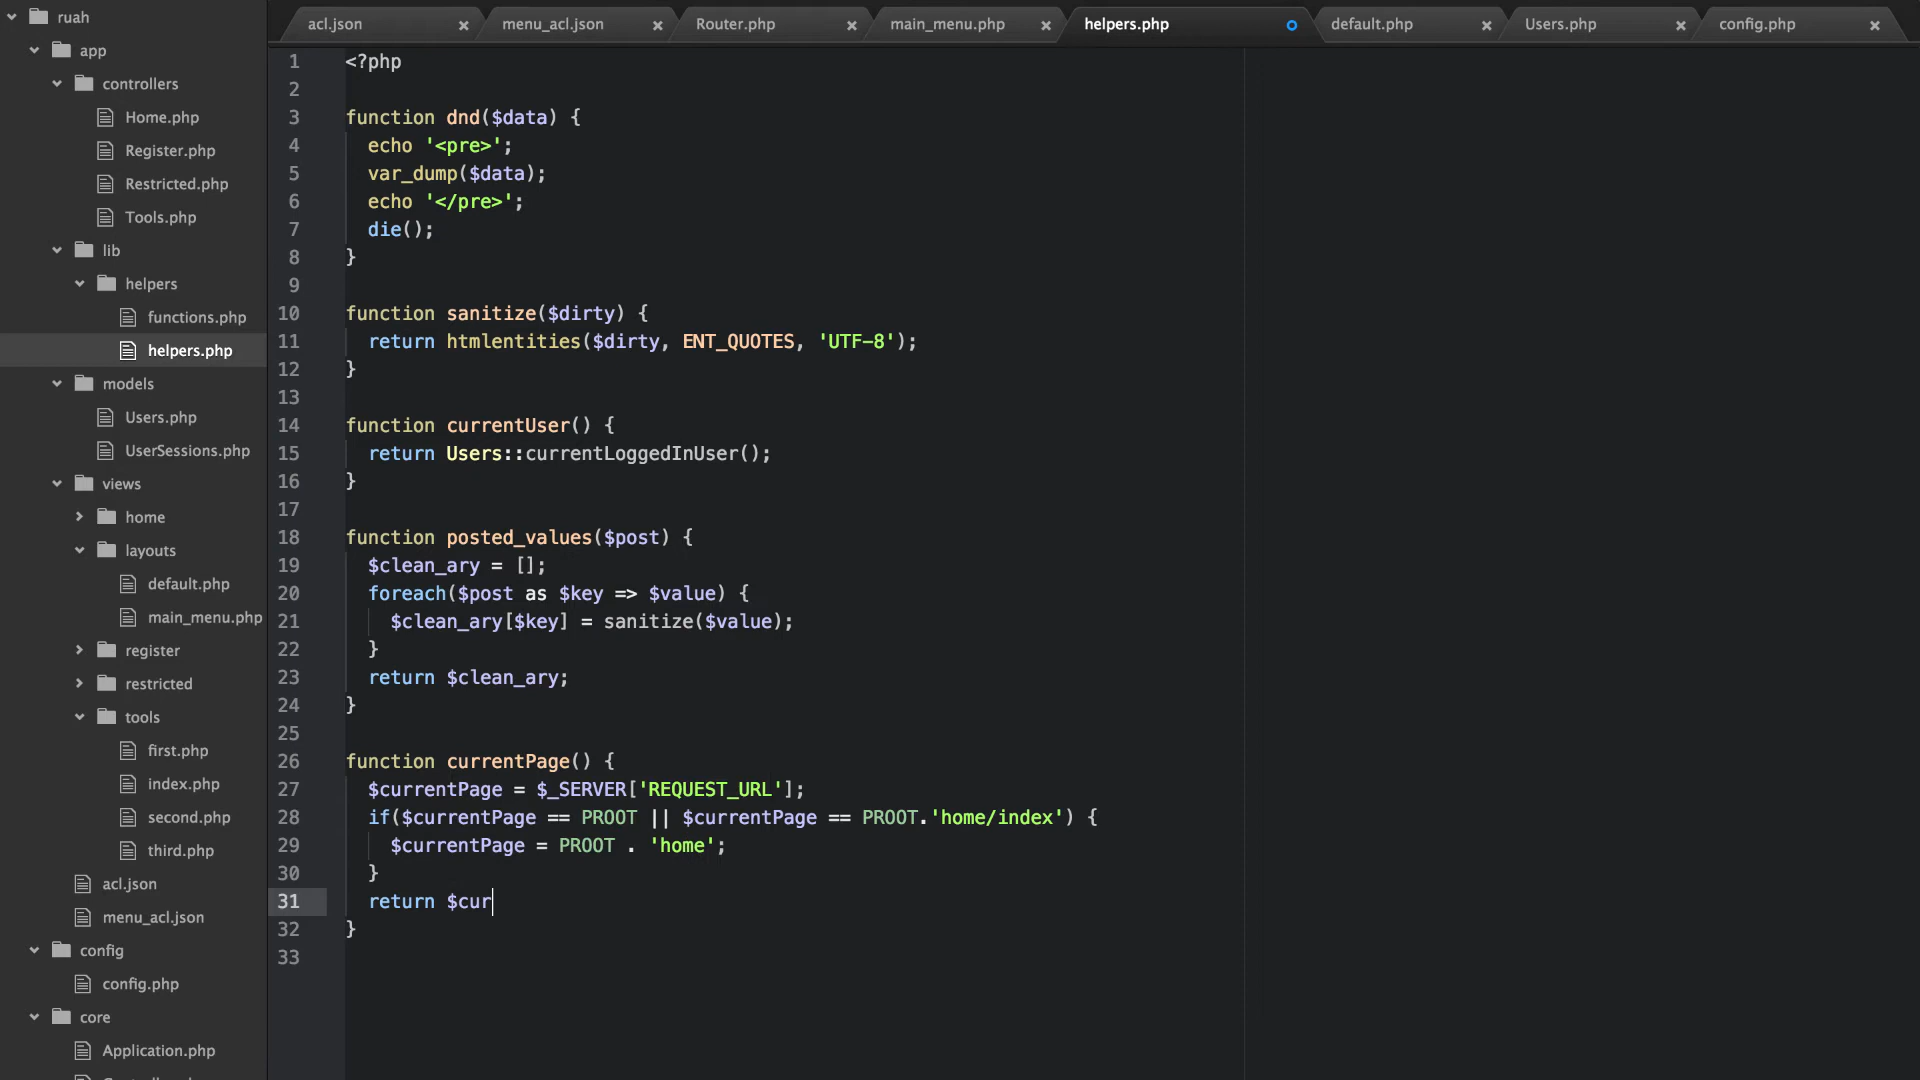 ruah
app
controllers
Home.php
Register.php
Restricted.php
Tools.php
lib
helpers
functions.php
helpers.php
models
Users.php
UserSessions.php
views
home
layouts
default.php
main_menu.php
register
restricted
tools
first.php
index.php
second.php
third.php
acl.json
menu_acl.json
config
config.php
core
Application.php
acl.json × menu_acl.json × Router.php × main_menu.php × helpers.php default.php × Users.php × config.php ×
1 <?php
2
3 function dnd($data) {
4   echo '<pre>';
5   var_dump($data);
6   echo '</pre>';
7   die();
8 }
9
10 function sanitize($dirty) {
11   return htmlentities($dirty, ENT_QUOTES, 'UTF-8');
12 }
13
14 function currentUser() {
15   return Users::currentLoggedInUser();
16 }
17
18 function posted_values($post) {
19   $clean_ary = [];
20   foreach($post as $key => $value) {
21     $clean_ary[$key] = sanitize($value);
22   }
23   return $clean_ary;
24 }
25
26 function currentPage() {
27   $currentPage = $_SERVER['REQUEST_URL'];
28   if($currentPage == PROOT || $currentPage == PROOT.'home/index') {
29     $currentPage = PROOT . 'home';
30   }
31   return $cur
32 }
33